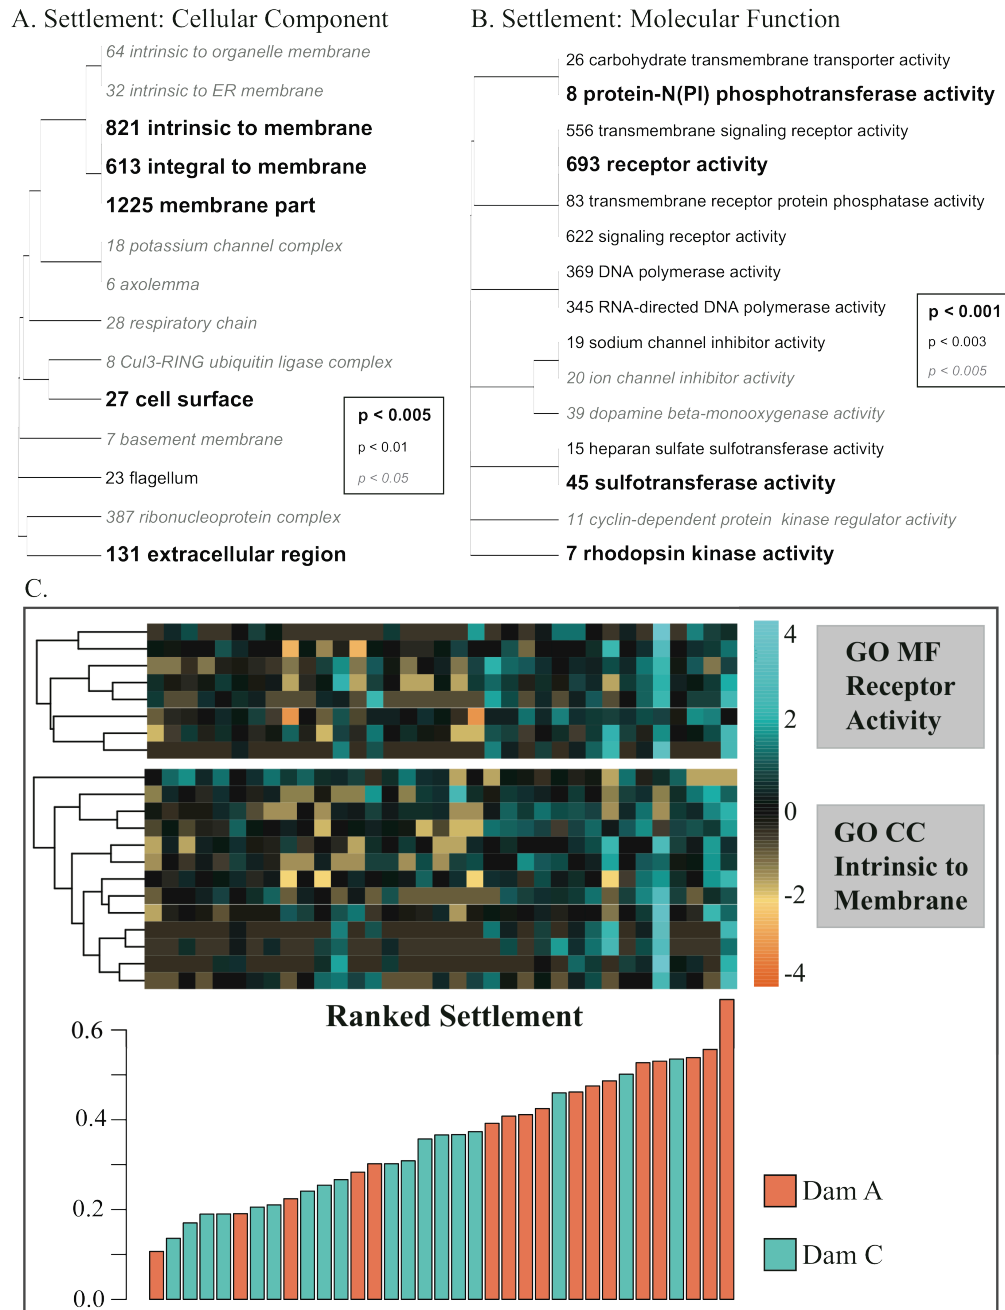 A. Settlement: Cellular Component
64 intrinsic to organelle membrane
32 intrinsic to ER membrane
821 intrinsic to membrane
613 integral to membrane
1225 membrane part
18 potassium channel complex
6 axolemma
28 respiratory chain
8 Cul3-RING ubiquitin ligase complex
27 cell surface
7 basement membrane
23 flagellum
387 ribonucleoprotein complex
131 extracellular region
p < 0.005
p < 0.01
p < 0.05
B. Settlement: Molecular Function
26 carbohydrate transmembrane transporter activity
8 protein-N(PI) phosphotransferase activity
556 transmembrane signaling receptor activity
693 receptor activity
83 transmembrane receptor protein phosphatase activity
622 signaling receptor activity
369 DNA polymerase activity
345 RNA-directed DNA polymerase activity
19 sodium channel inhibitor activity
20 ion channel inhibitor activity
39 dopamine beta-monooxygenase activity
15 heparan sulfate sulfotransferase activity
45 sulfotransferase activity
11 cyclin-dependent protein kinase regulator activity
7 rhodopsin kinase activity
p < 0.001
p < 0.003
p < 0.005
C.
4
2
0
-2
-4
GO MF
Receptor
Activity
GO CC
Intrinsic to
Membrane
Ranked Settlement
0.6
0.4
0.2
0.0
Dam A
Dam C